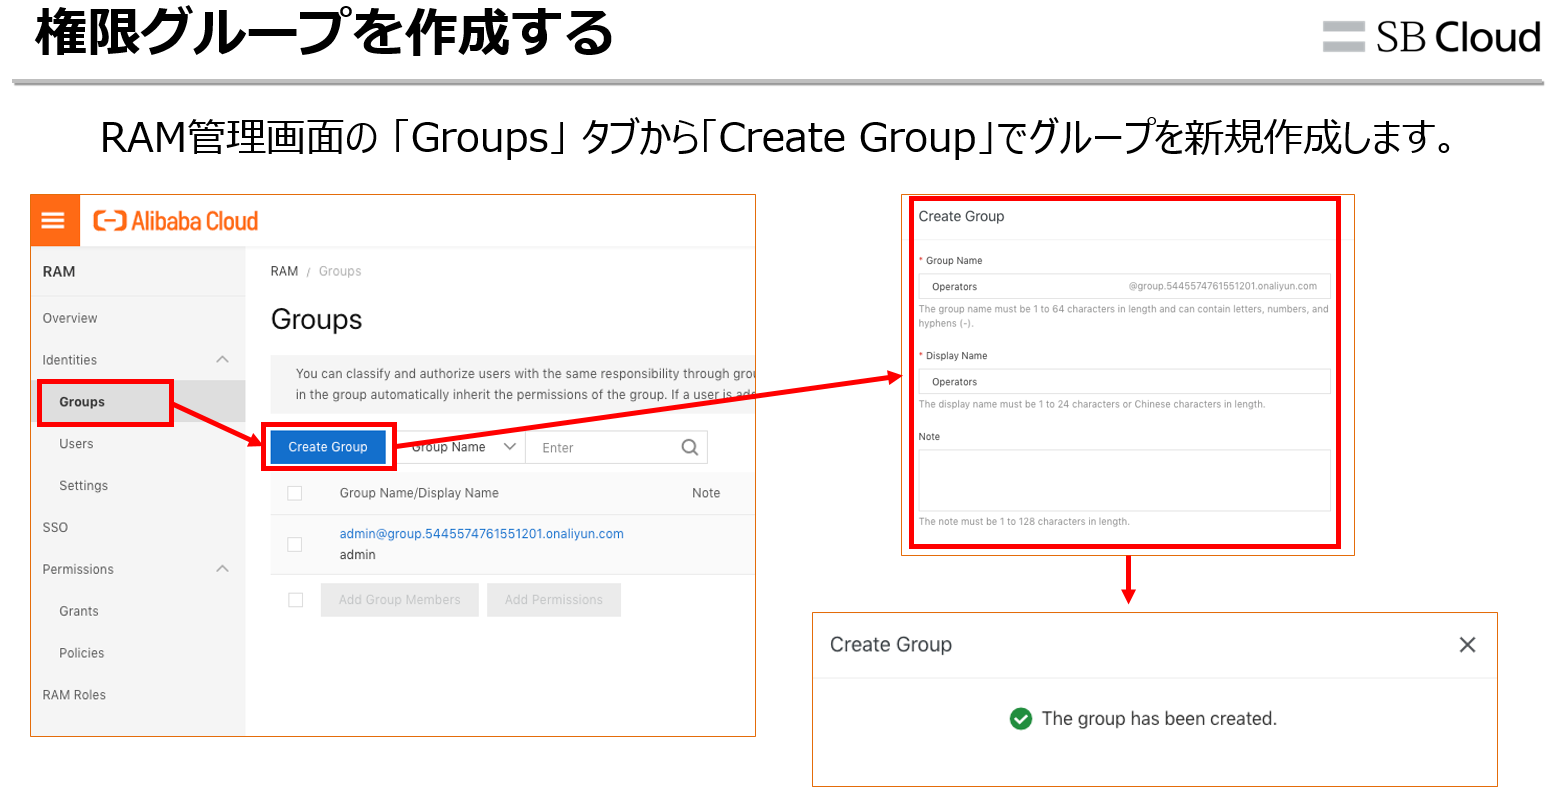 権限グループを作成する
SB Cloud
RAM管理画面の「Groups」タブから「Create Group」でグループを新規作成します。
Alibaba Cloud
RAM
Overview
Identities
Groups
Users
Settings
SSO
Permissions
Grants
Policies
RAM Roles
RAM / Groups
Groups
You can classify and authorize users with the same responsibility through grou
in the group automatically inherit the permissions of the group. If a user is adde
Create Group
Group Name
Enter
Group Name/Display Name
Note
admin@group.5445574761551201.onaliyun.com
admin
Add Group Members
Add Permissions
Create Group
* Group Name
Operators
@group.5445574761551201.onaliyun.com
The group name must be 1 to 64 characters in length and can contain letters, numbers, and
hyphens (-).
* Display Name
Operators
The display name must be 1 to 24 characters or Chinese characters in length.
Note
The note must be 1 to 128 characters in length.
Create Group
The group has been created.